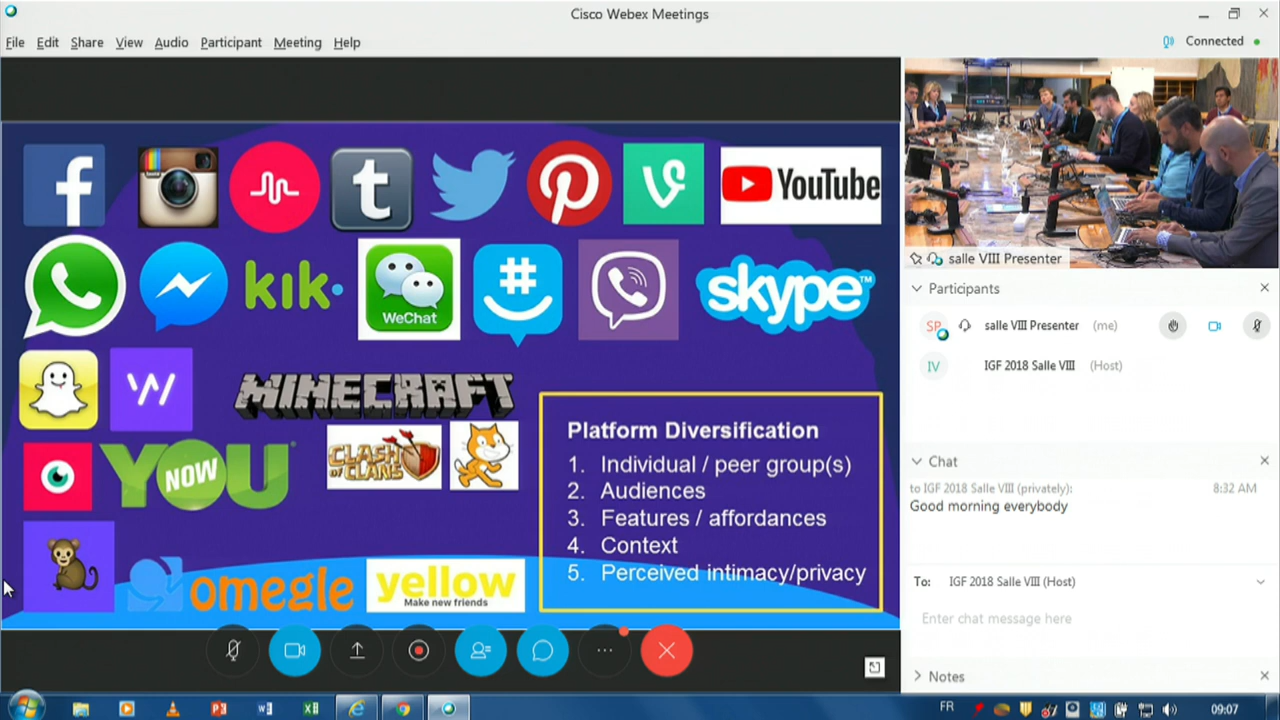 Cisco Webex Meetings
File Edit Share View Audio Participant Meeting Help
Connected
f
t
YouTube
kik
WeChat
#
skype
MINECRAFT
YOU
NOW
CLASH
OF
CLANS
omegle
yellow
Make new friends
Platform Diversification
1. Individual / peer group(s)
2. Audiences
3. Features / affordances
4. Context
5. Perceived intimacy/privacy
salle VIII Presenter
Participants
SP salle VIII Presenter (me)
IV IGF 2018 Salle VIII (Host)
Chat
to IGF 2018 Salle VIII (privately): 8:32 AM
Good morning everybody
To: IGF 2018 Salle VIII (Host)
Enter chat message here
Notes
FR 09:07